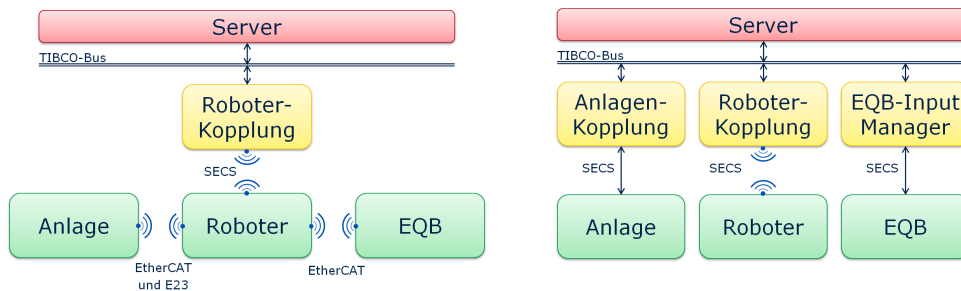 Server
TIBCO-Bus
Roboter-
Kopplung
SECS
Anlage
Roboter
EQB
EtherCAT
und E23
EtherCAT
Server
TIBCO-Bus
Anlagen-
Kopplung
Roboter-
Kopplung
EQB-Input
Manager
SECS
SECS
SECS
Anlage
Roboter
EQB